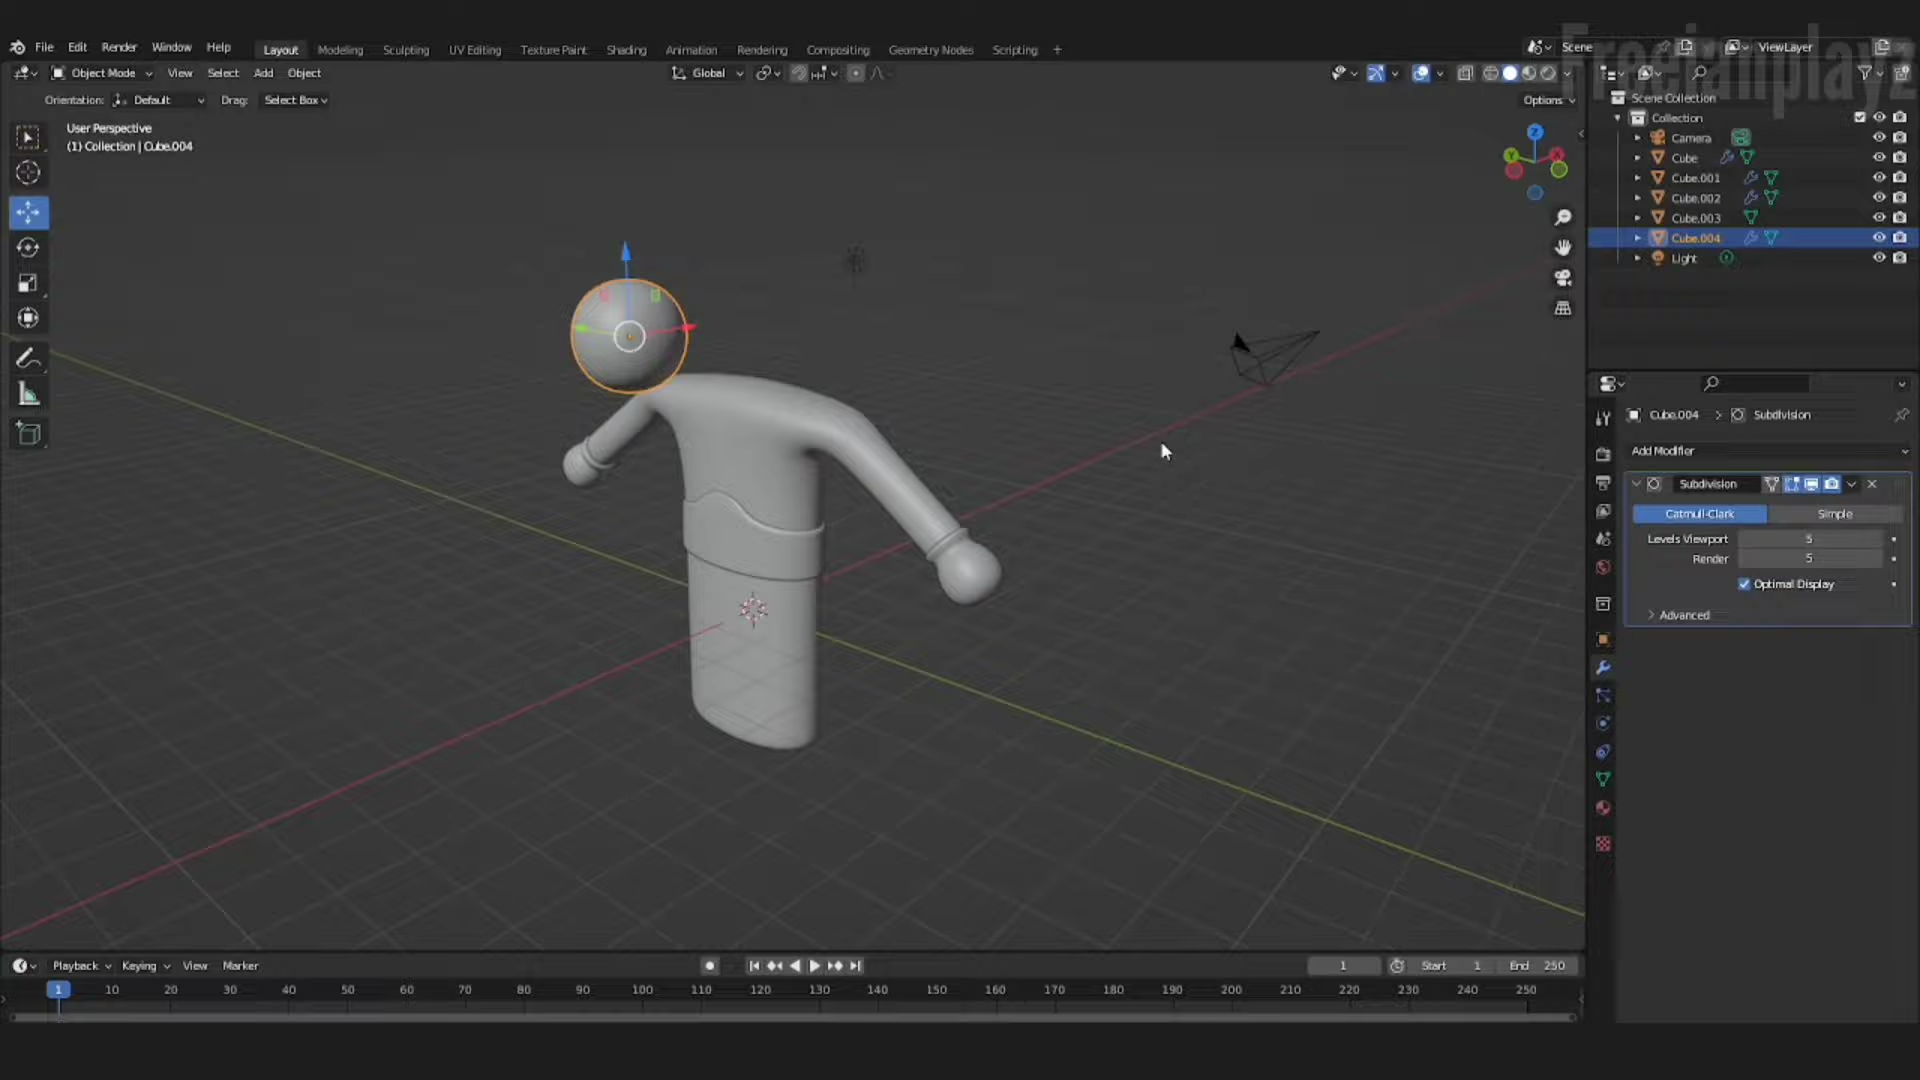 File Edit Render Window Help Layout Modeling Sculpting UV Editing Texture Paint Shading Animation Rendering Compositing Geometry Nodes Scripting + Scene ViewLayer
Freeianplayz
Object Mode View Select Add Object Global
Orientation: Default Drag: Select Box Options
User Perspective
(1) Collection | Cube.004
Z
Y
X
Scene Collection
Collection
Camera
Cube
Cube.001
Cube.002
Cube.003
Cube.004
Light
Cube.004 > Subdivision
Add Modifier
Subdivision
Catmull-Clark Simple
Levels Viewport 5
Render 5
Optimal Display
Advanced
Playback Keying View Marker 1 Start 1 End 250
1 10 20 30 40 50 60 70 80 90 100 110 120 130 140 150 160 170 180 190 200 210 220 230 240 250